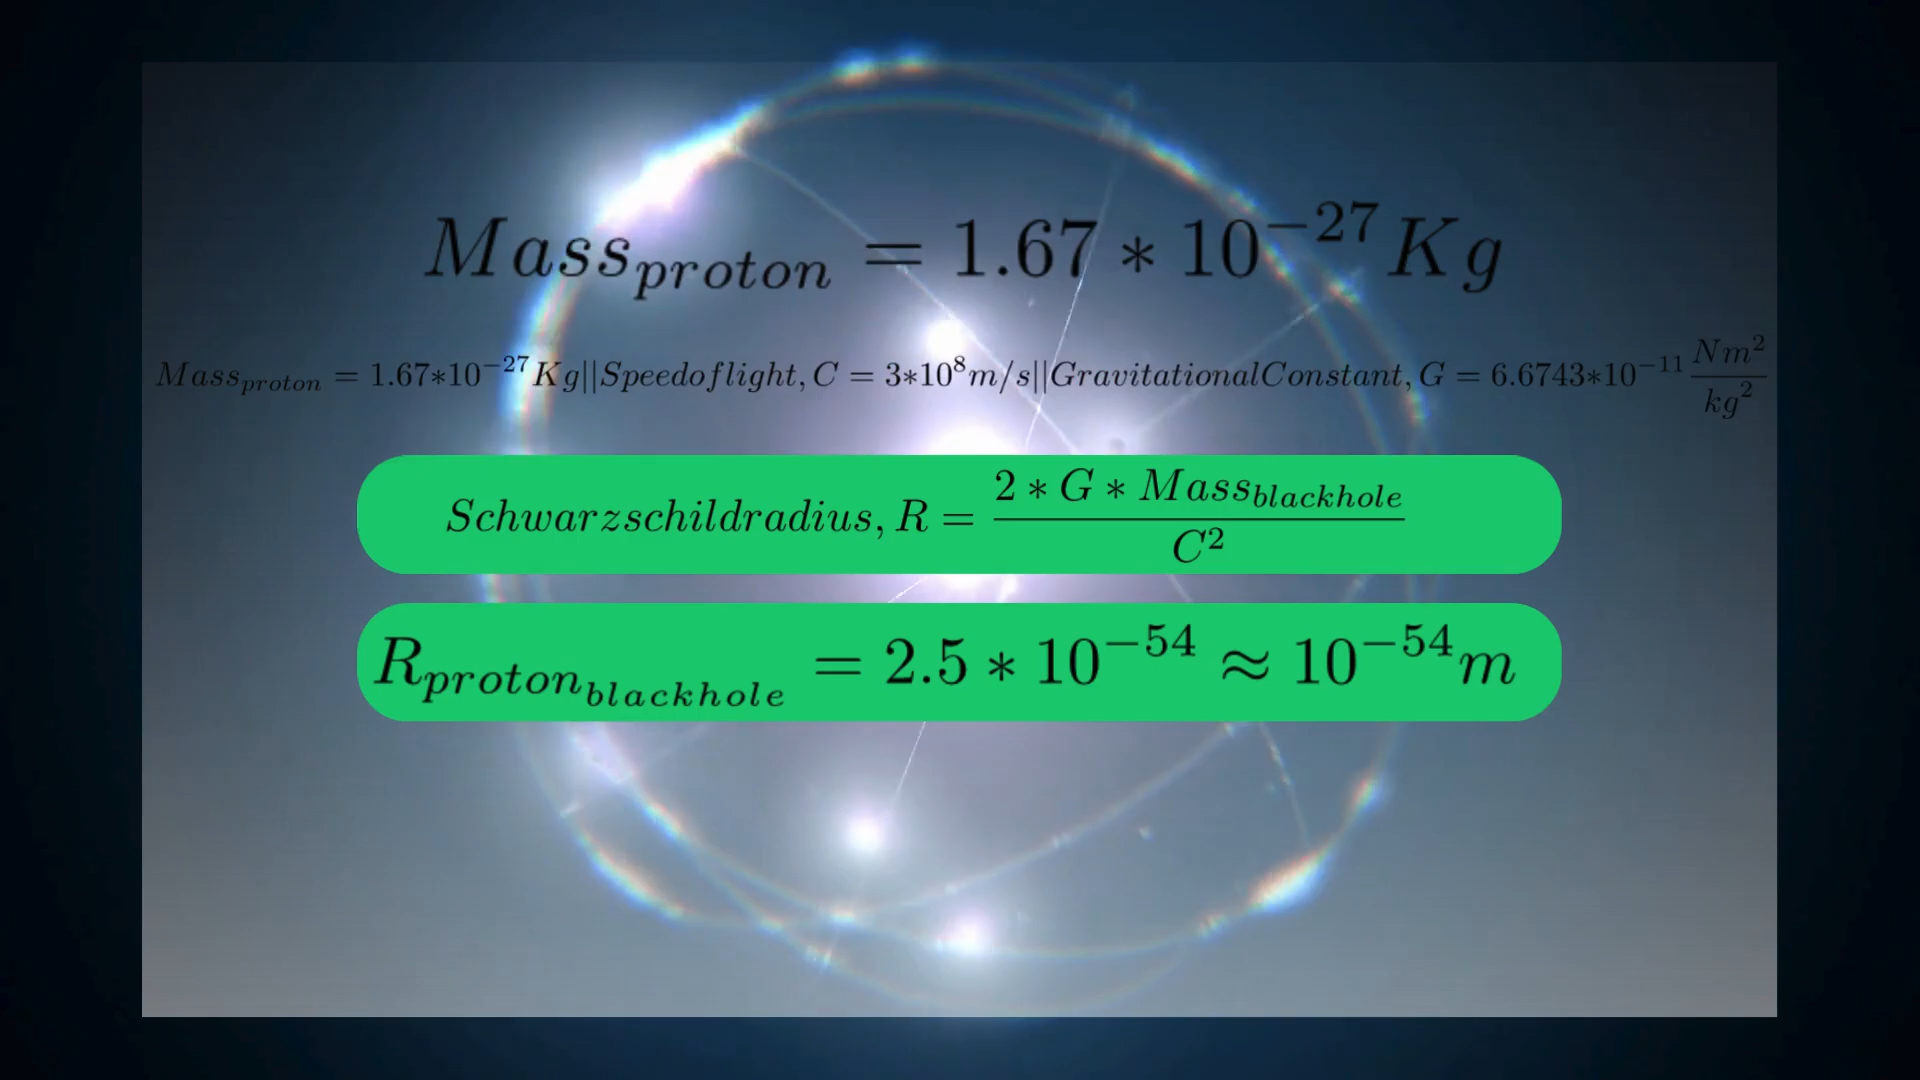 Mass_proton = 1.67 * 10^−27 Kg
Mass_proton = 1.67*10^−27 Kg||Speedoflight, C = 3*10^8 m/s||GravitationalConstant, G = 6.6743*10^−11 Nm^2/kg^2
Schwarzschildradius, R = 2 * G * Mass_blackhole / C^2
R_proton_blackhole = 2.5 * 10^−54 ≈ 10^−54 m